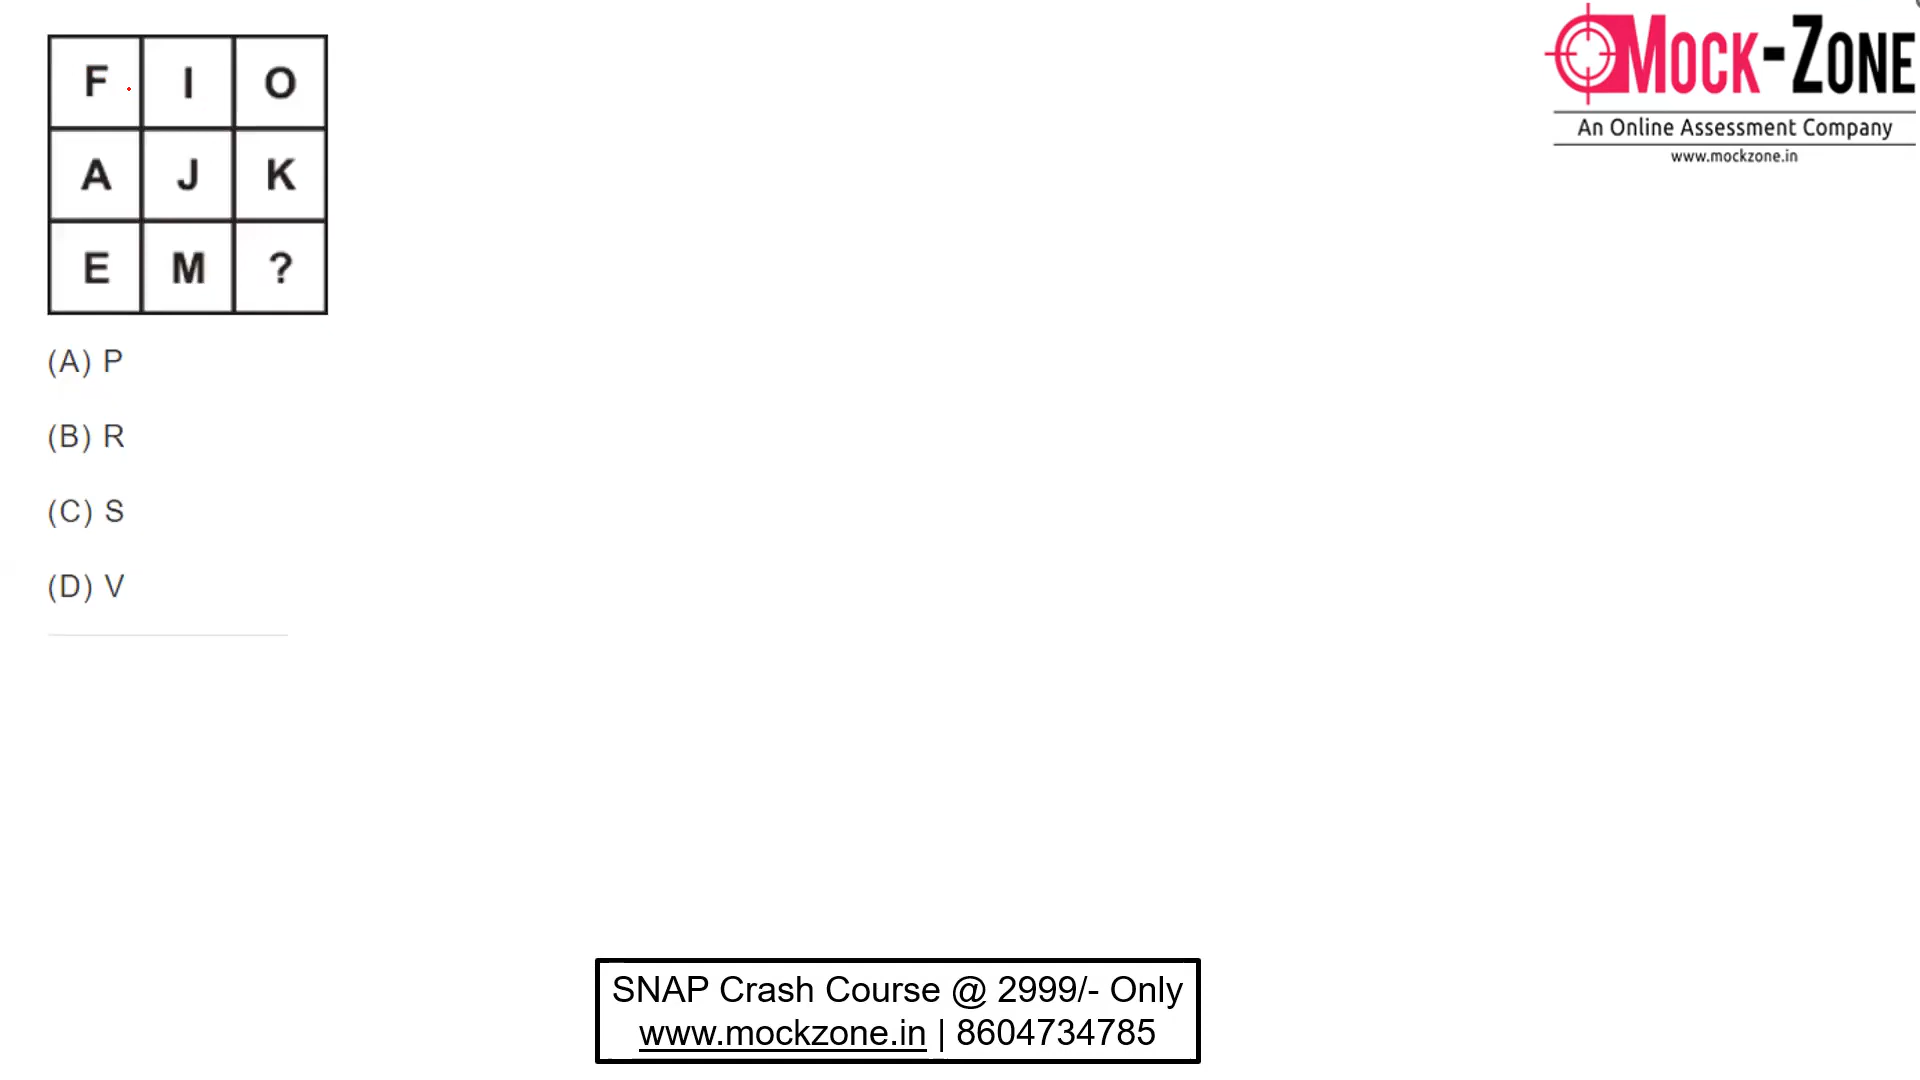 F I O
A J K
E M ?
(A) P
(B) R
(C) S
(D) V
MOCK-ZONE
An Online Assessment Company
www.mockzone.in
SNAP Crash Course @ 2999/- Only
www.mockzone.in | 8604734785